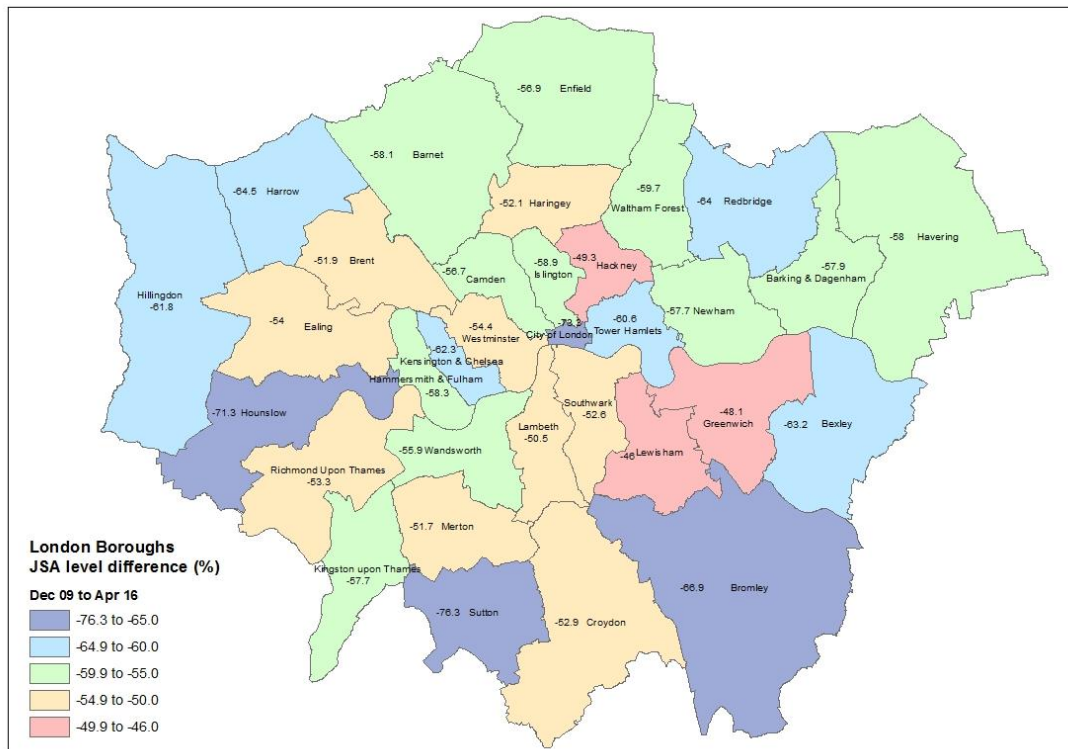 -56.9 Enfield
-58.1 Barnet
-64.5 Harrow
-59.7
Waltham Forest
-64 Redbridge
-52.1 Haringey
-58 Havering
-51.9 Brent
-56.7
Camden
-58.9
Islington
-49.3
Hackney
-57.9
Barking & Dagenham
Hillingdon
-61.8
-54
Ealing
-54.4
Westminster
-73.3
City of London
-60.6
Tower Hamlets
-57.7 Newham
-62.3
Kensington & Chelsea
Hammersmith & Fulham
-58.3
-71.3 Hounslow
Southwark
-52.6
Lambeth
-50.5
-48.1
Greenwich
-63.2 Bexley
-55.9 Wandsworth
-46 Lewisham
Richmond Upon Thames
-53.3
-51.7 Merton
Kingston upon Thames
-57.7
-76.3 Sutton
-52.9 Croydon
-66.9 Bromley
London Boroughs
JSA level difference (%)
Dec 09 to Apr 16
-76.3 to -65.0
-64.9 to -60.0
-59.9 to -55.0
-54.9 to -50.0
-49.9 to -46.0